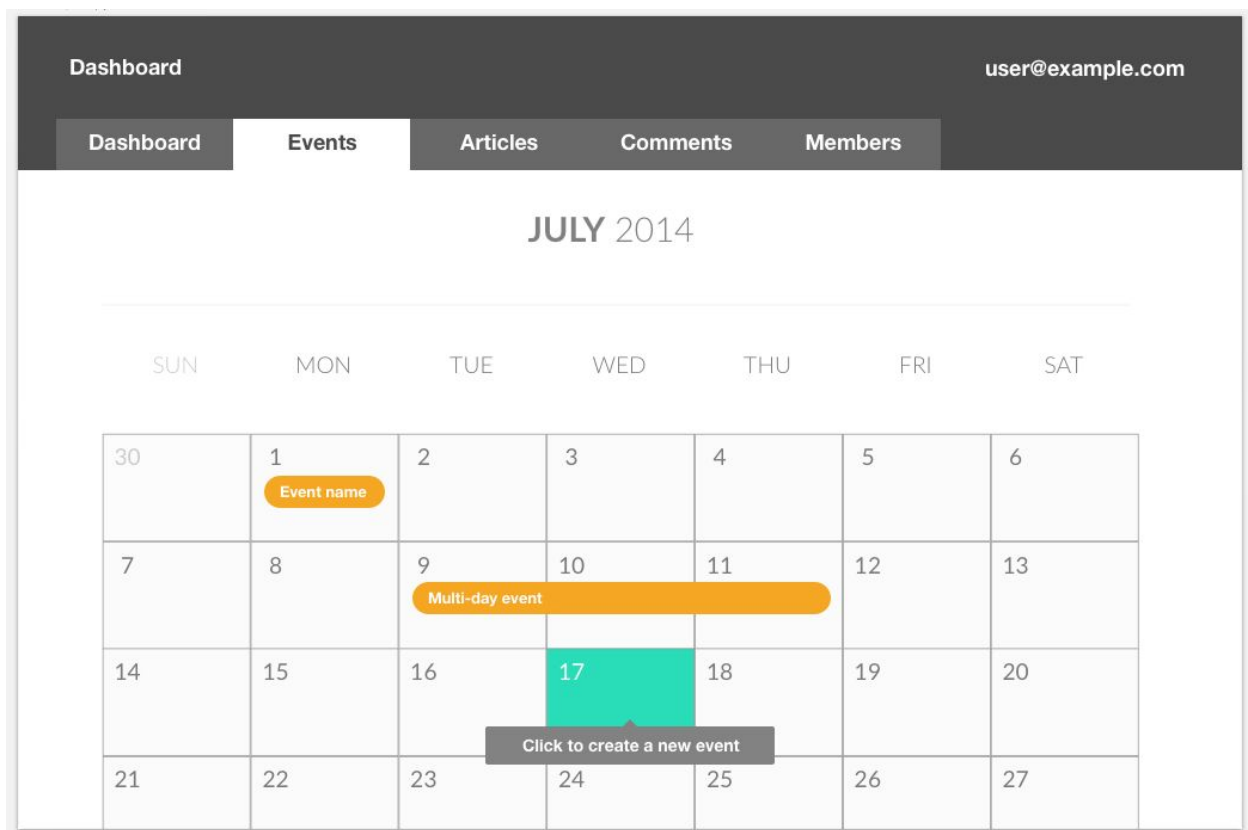 Dashboard user@example.com
Dashboard Events Articles Comments Members
JULY 2014
SUN MON TUE WED THU FRI SAT
30 1 2 3 4 5 6
Event name
7 8 9 10 11 12 13
Multi-day event
14 15 16 17 18 19 20
Click to create a new event
21 22 23 24 25 26 27